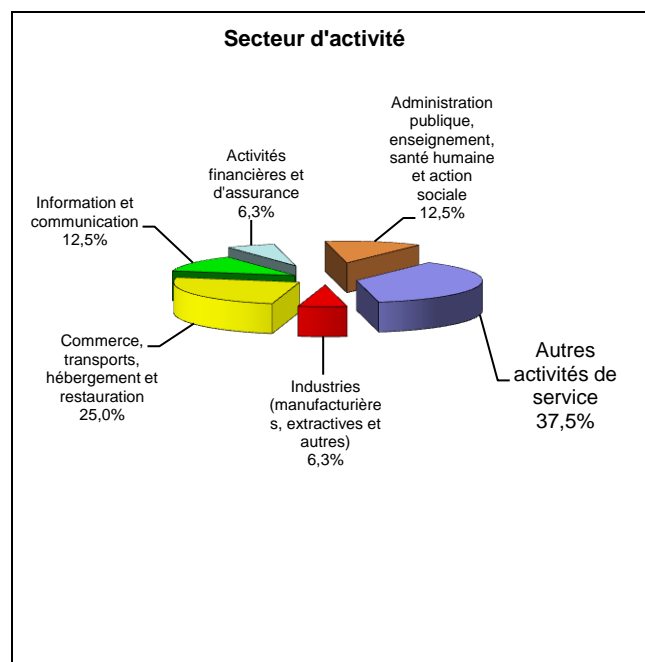 Secteur d'activité
Administration
publique,
enseignement,
santé humaine
et action
sociale
12,5%
Activités
financières et
d'assurance
6,3%
Information et
communication
12,5%
Commerce,
transports,
hébergement et
restauration
25,0%
Industries
(manufacturière
s, extractives et
autres)
6,3%
Autres
activités de
service
37,5%